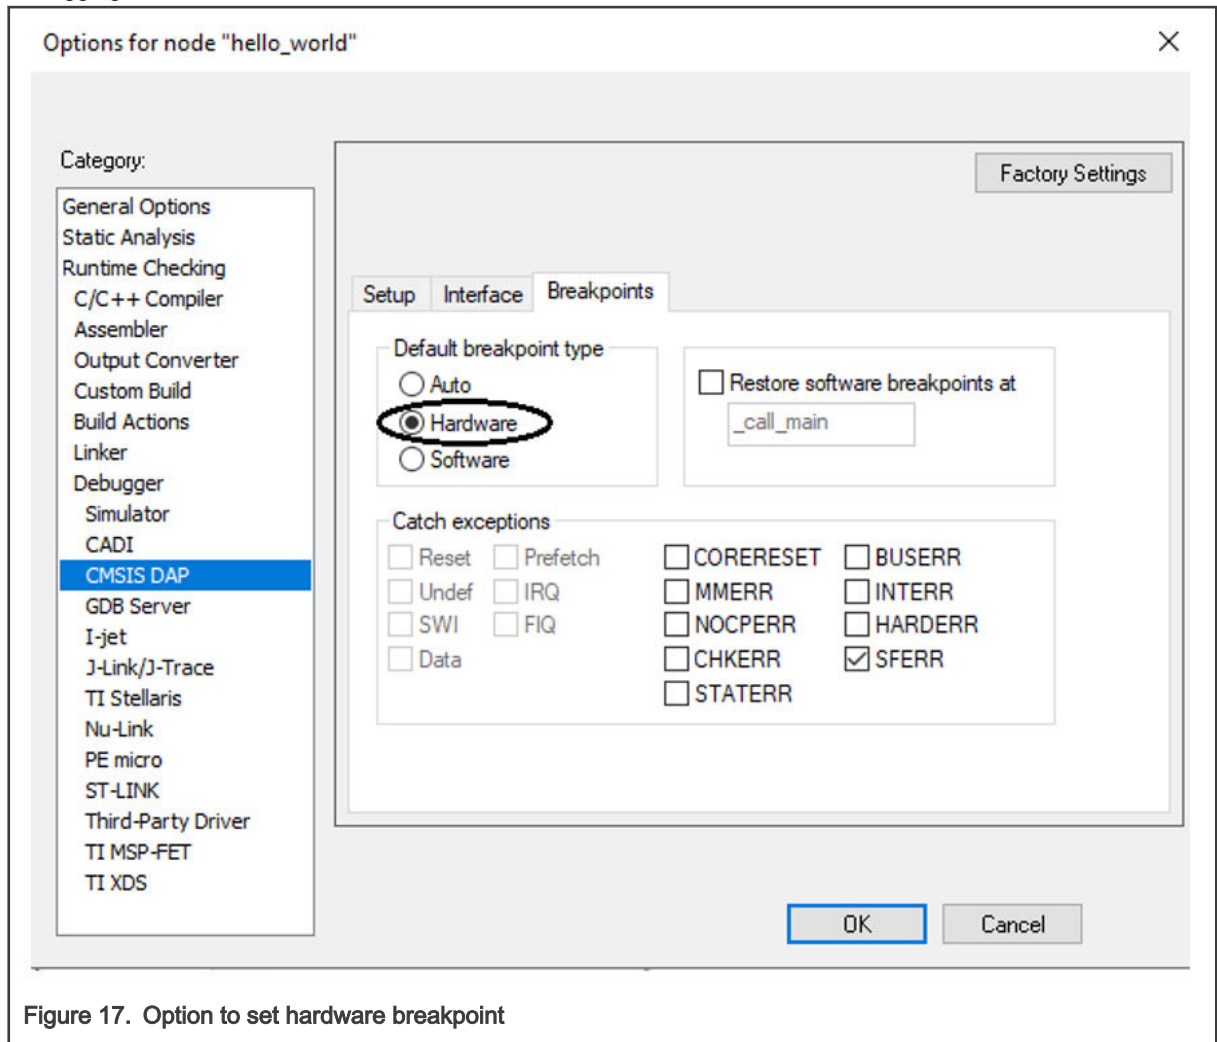 Options for node "hello_world"
Category:
Factory Settings
General Options
Static Analysis
Runtime Checking
C/C++ Compiler
Assembler
Output Converter
Custom Build
Build Actions
Linker
Debugger
Simulator
CADI
CMSIS DAP
GDB Server
I-jet
J-Link/J-Trace
TI Stellaris
Nu-Link
PE micro
ST-LINK
Third-Party Driver
TI MSP-FET
TI XDS
Setup Interface Breakpoints
Default breakpoint type
Auto
Hardware
Software
Restore software breakpoints at
_call_main
Catch exceptions
Reset Prefetch CORERESET BUSERR
Undef IRQ MMERR INTERR
SWI FIQ NOCPERR HARDERR
Data CHKERR SFERR
STATERR
OK Cancel
Figure 17. Option to set hardware breakpoint